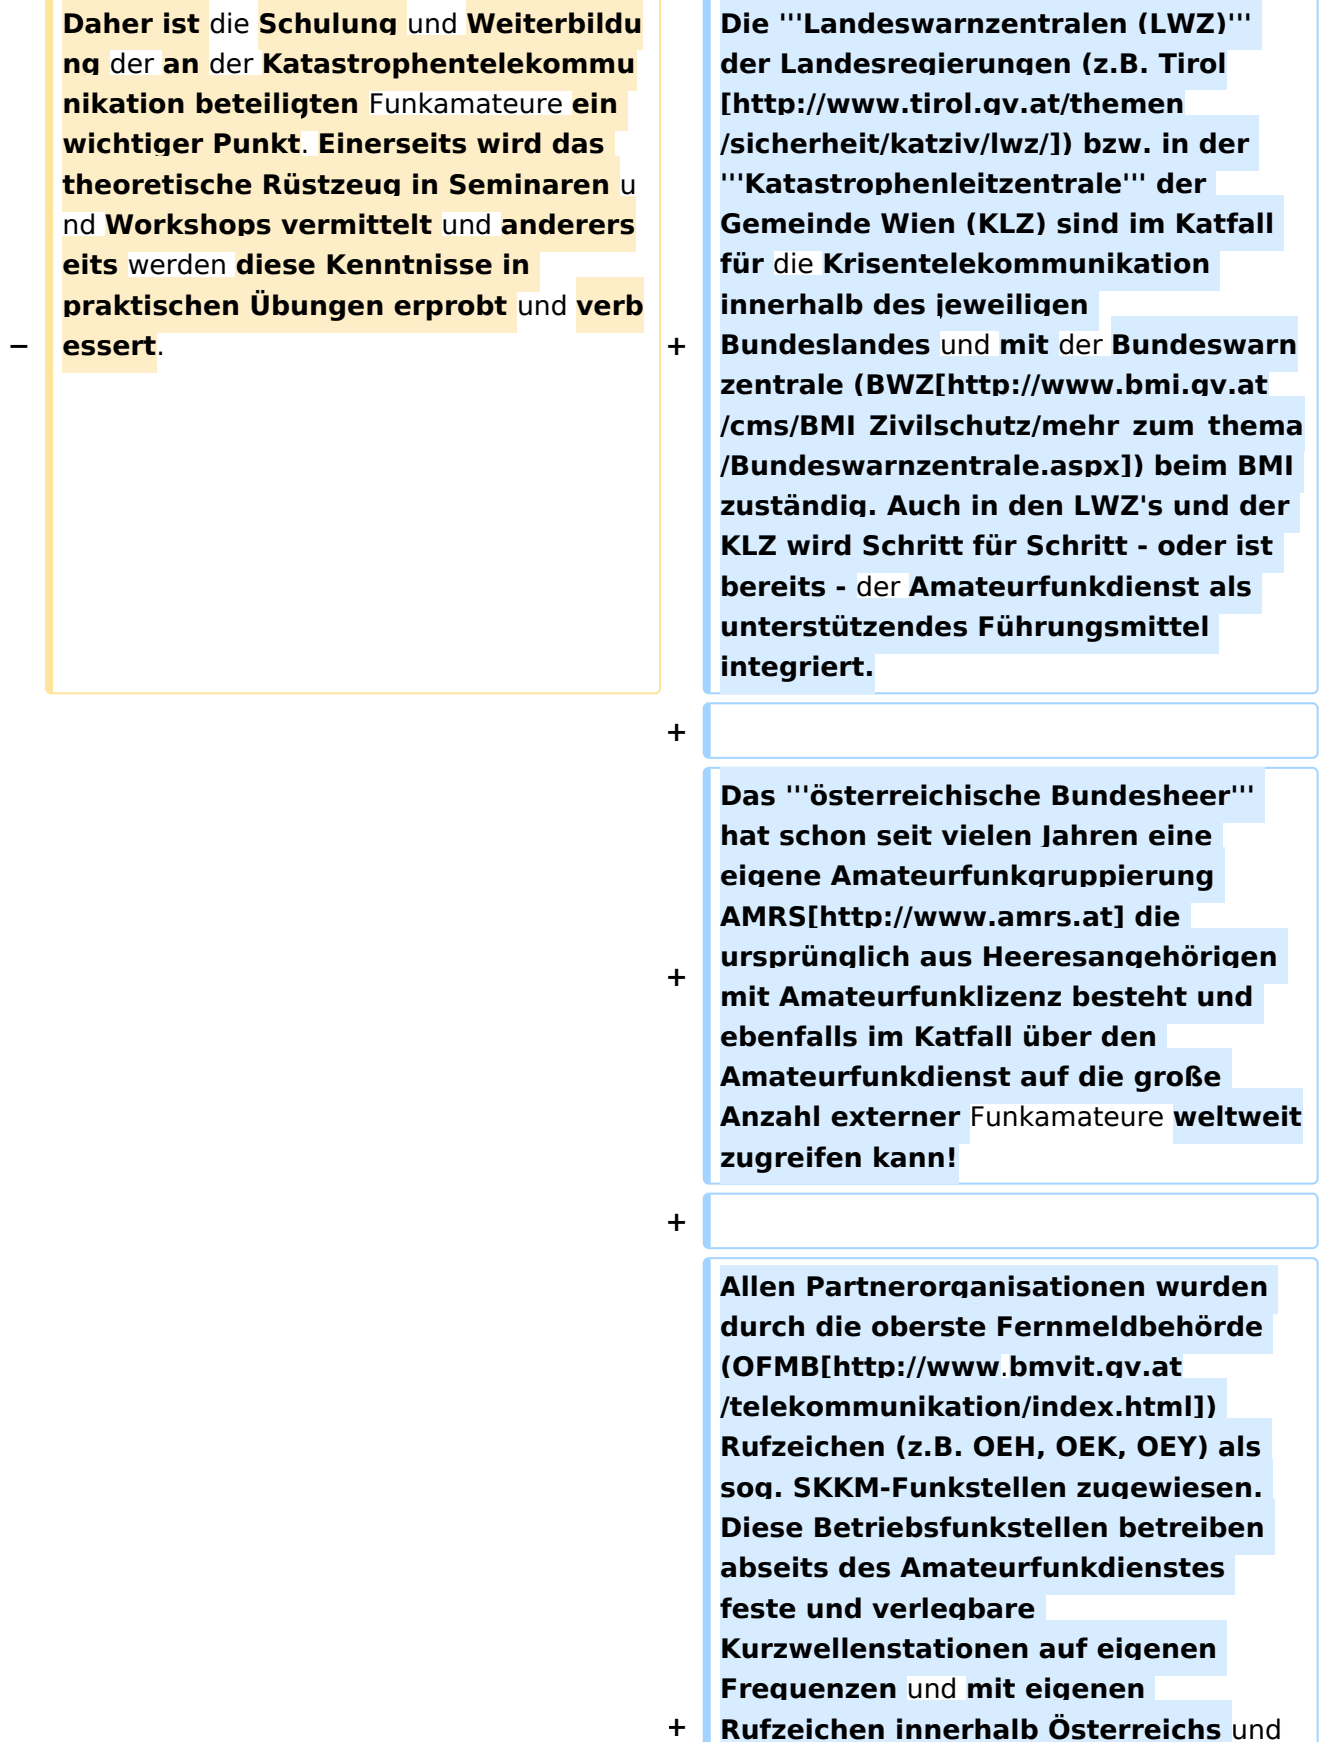 Daher ist die Schulung und Weiterbildu
ng der an der Katastrophentelekommu
nikation beteiligten Funkamateure ein
wichtiger Punkt. Einerseits wird das
theoretische Rüstzeug in Seminaren u
nd Workshops vermittelt und anderers
eits werden diese Kenntnisse in
praktischen Übungen erprobt und verb
− essert.
Die '''Landeswarnzentralen (LWZ)'''
der Landesregierungen (z.B. Tirol
[http://www.tirol.gv.at/themen
/sicherheit/katziv/lwz/]) bzw. in der
'''Katastrophenleitzentrale''' der
Gemeinde Wien (KLZ) sind im Katfall
für die Krisentelekommunikation
innerhalb des jeweiligen
+ Bundeslandes und mit der Bundeswarn
zentrale (BWZ[http://www.bmi.gv.at
/cms/BMI_Zivilschutz/mehr_zum_thema
/Bundeswarnzentrale.aspx]) beim BMI
zuständig. Auch in den LWZ's und der
KLZ wird Schritt für Schritt - oder ist
bereits - der Amateurfunkdienst als
unterstützendes Führungsmittel
integriert.
+
Das '''österreichische Bundesheer'''
hat schon seit vielen Jahren eine
eigene Amateurfunkgruppierung
AMRS[http://www.amrs.at] die
ursprünglich aus Heeresangehörigen
+ mit Amateurfunklizenz besteht und
ebenfalls im Katfall über den
Amateurfunkdienst auf die große
Anzahl externer Funkamateure weltweit
zugreifen kann!
+
Allen Partnerorganisationen wurden
durch die oberste Fernmeldbehörde
(OFMB[http://www.bmvit.gv.at
/telekommunikation/index.html])
Rufzeichen (z.B. OEH, OEK, OEY) als
sog. SKKM-Funkstellen zugewiesen.
Diese Betriebsfunkstellen betreiben
abseits des Amateurfunkdienstes
feste und verlegbare
Kurzwellenstationen auf eigenen
Frequenzen und mit eigenen
+ Rufzeichen innerhalb Österreichs und